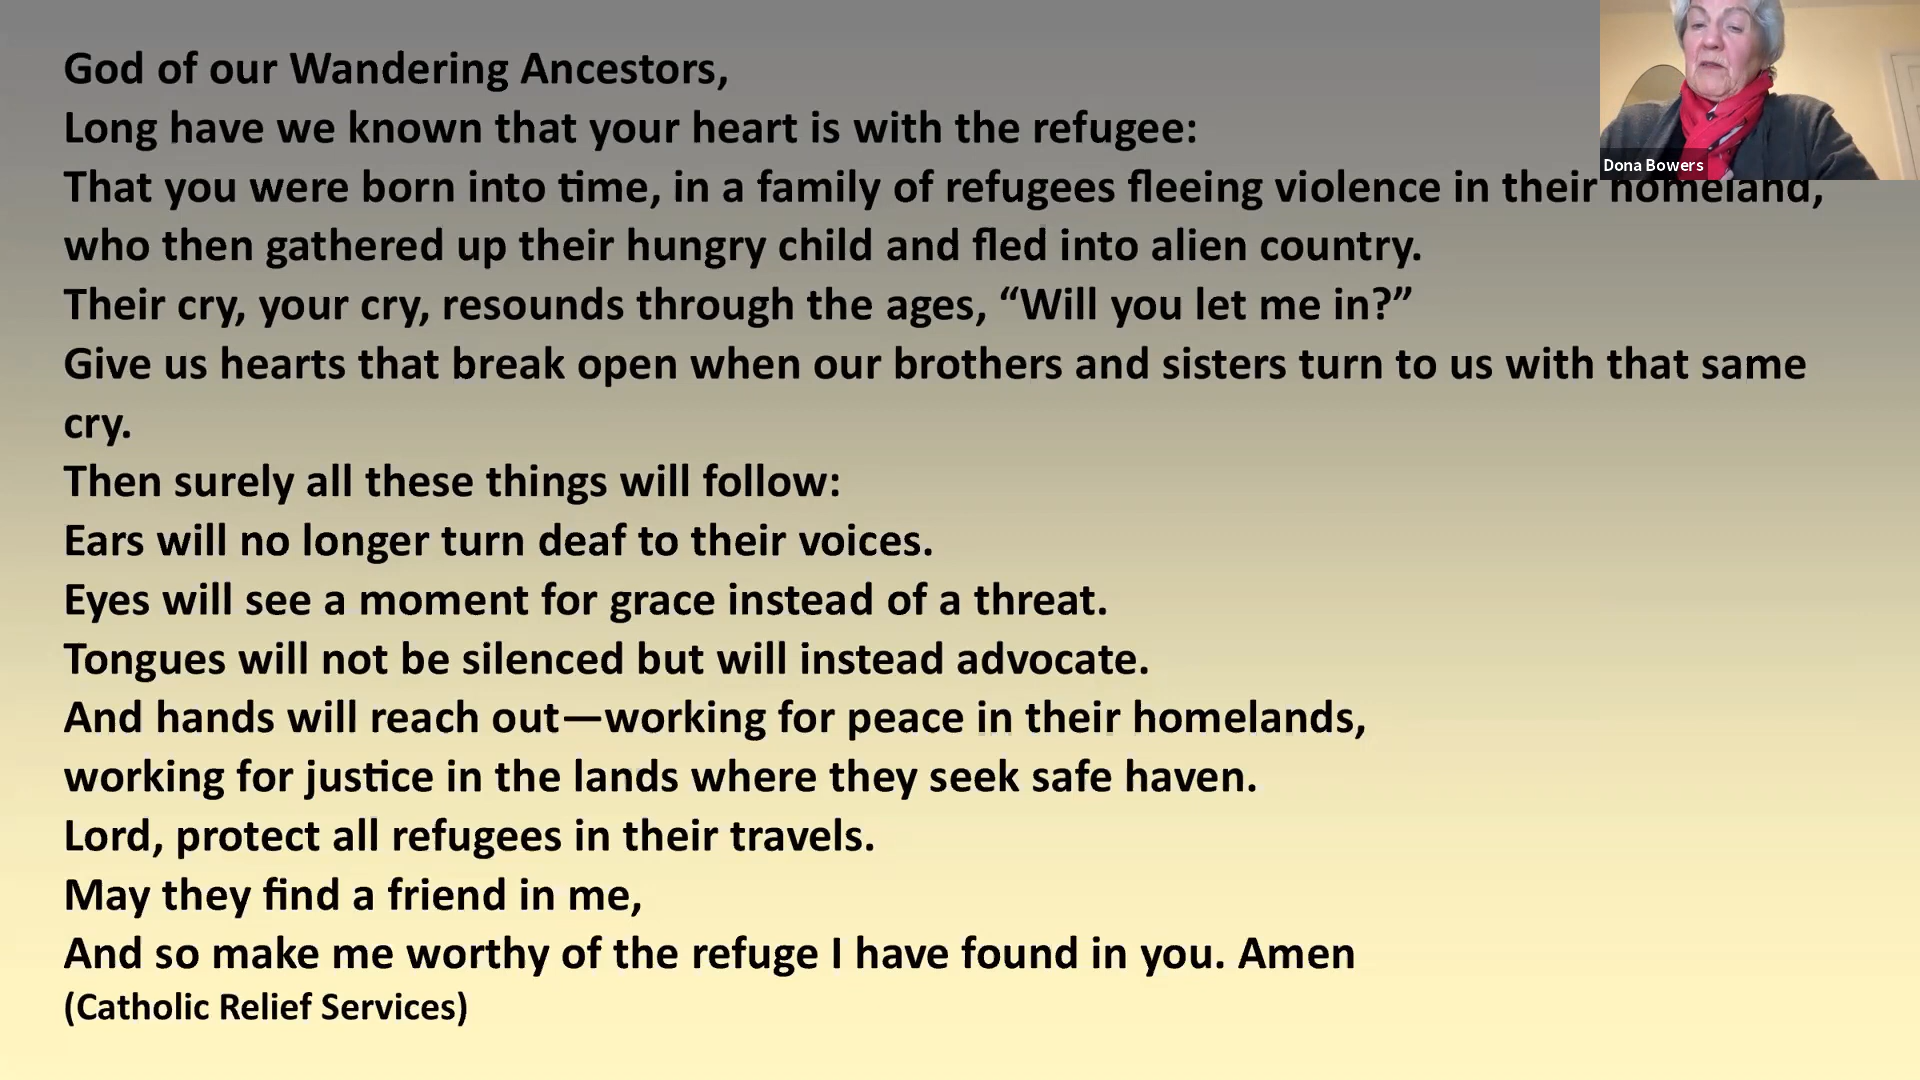 God of our Wandering Ancestors,
Long have we known that your heart is with the refugee:
That you were born into time, in a family of refugees fleeing violence in their homeland,
who then gathered up their hungry child and fled into alien country.
Their cry, your cry, resounds through the ages, “Will you let me in?”
Give us hearts that break open when our brothers and sisters turn to us with that same
cry.
Then surely all these things will follow:
Ears will no longer turn deaf to their voices.
Eyes will see a moment for grace instead of a threat.
Tongues will not be silenced but will instead advocate.
And hands will reach out—working for peace in their homelands,
working for justice in the lands where they seek safe haven.
Lord, protect all refugees in their travels.
May they find a friend in me,
And so make me worthy of the refuge I have found in you. Amen
(Catholic Relief Services)
Dona Bowers